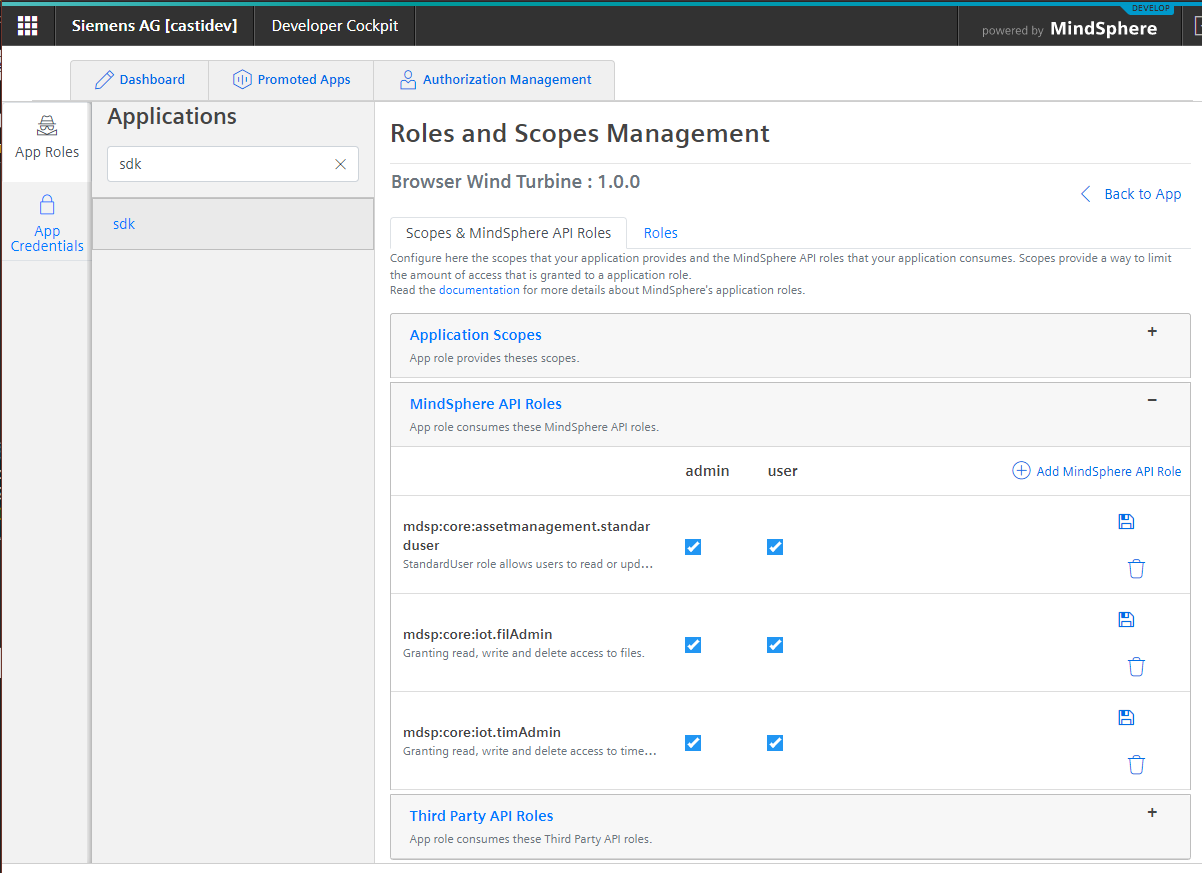 DEVELOP
Siemens AG [castidev]
Developer Cockpit
powered by MindSphere
Dashboard
Promoted Apps
Authorization Management
App Roles
App
Credentials
Applications
sdk
sdk
Roles and Scopes Management
Browser Wind Turbine : 1.0.0
Back to App
Scopes & MindSphere API Roles
Roles
Configure here the scopes that your application provides and the MindSphere API roles that your application consumes. Scopes provide a way to limit
the amount of access that is granted to a application role.
Read the documentation for more details about MindSphere's application roles.
Application Scopes
+
App role provides theses scopes.
MindSphere API Roles
−
App role consumes these MindSphere API roles.
admin
user
Add MindSphere API Role
mdsp:core:assetmanagement.standar
duser
StandardUser role allows users to read or upd...
mdsp:core:iot.filAdmin
Granting read, write and delete access to files.
mdsp:core:iot.timAdmin
Granting read, write and delete access to time...
Third Party API Roles
+
App role consumes these Third Party API roles.